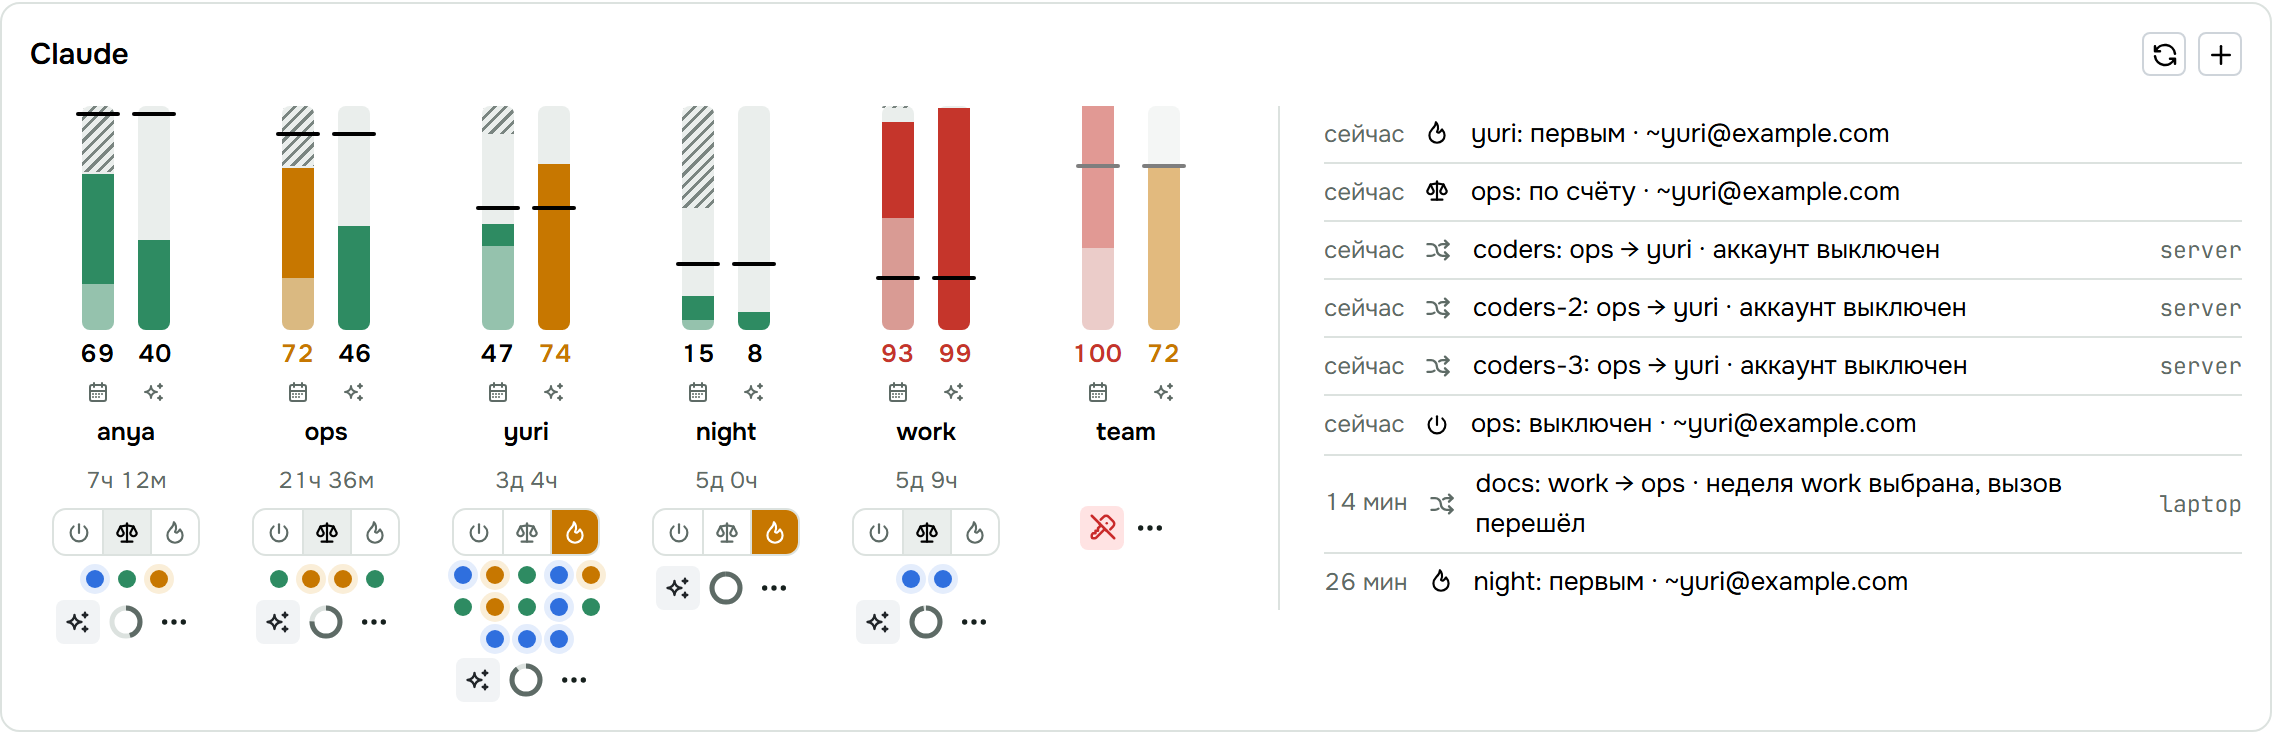 Claude
69 40
72 46
47 74
15 8
93 99
100 72
anya
ops
yuri
night
work
team
7ч 12м
21ч 36м
3д 4ч
5д 0ч
5д 9ч
сейчас yuri: первым · ~yuri@example.com
сейчас ops: по счёту · ~yuri@example.com
сейчас coders: ops → yuri · аккаунт выключен server
сейчас coders-2: ops → yuri · аккаунт выключен server
сейчас coders-3: ops → yuri · аккаунт выключен server
сейчас ops: выключен · ~yuri@example.com
14 мин docs: work → ops · неделя work выбрана, вызов
перешёл laptop
26 мин night: первым · ~yuri@example.com